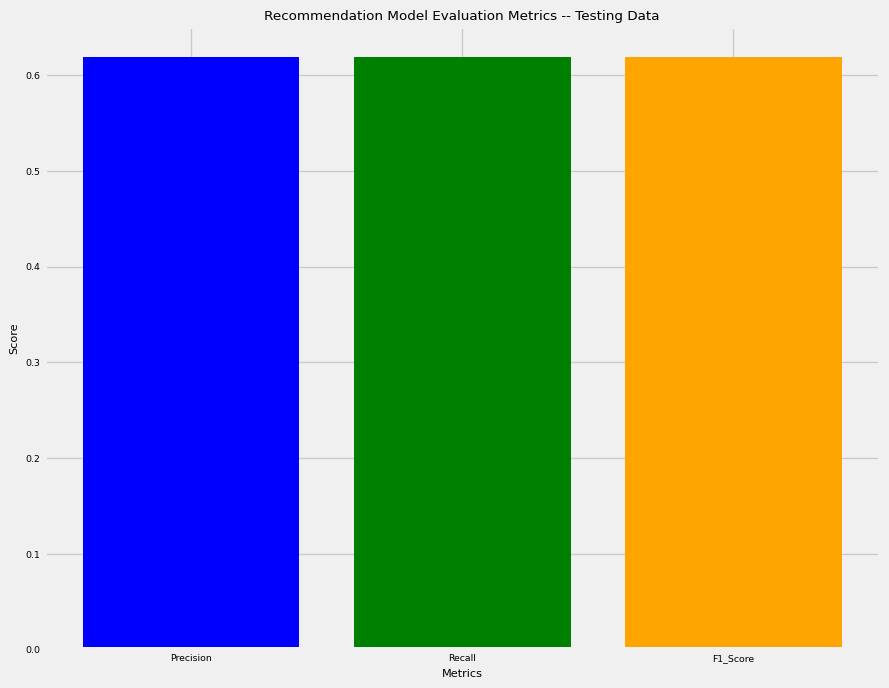 Recommendation Model Evaluation Metrics -- Testing Data
0.6
0.5
0.4
0.3
0.2
0.1
0.0
Score
Precision
Recall
F1_Score
Metrics